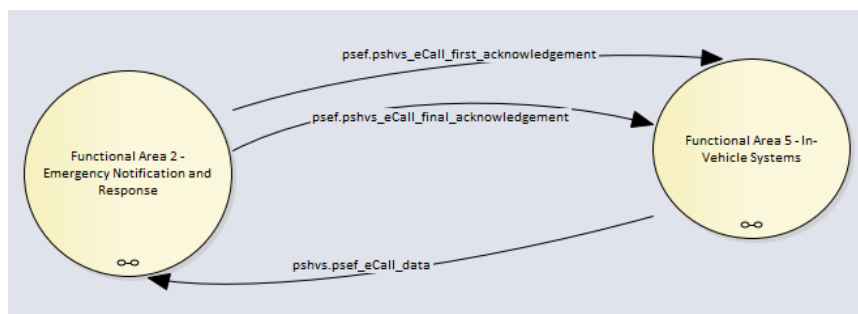 psef.pshvs_eCall_first_acknowledgement
psef.pshvs_eCall_final_acknowledgement
Functional Area 2 -
Emergency Notification and
Response
Functional Area 5 - In-
Vehicle Systems
pshvs.psef_eCall_data